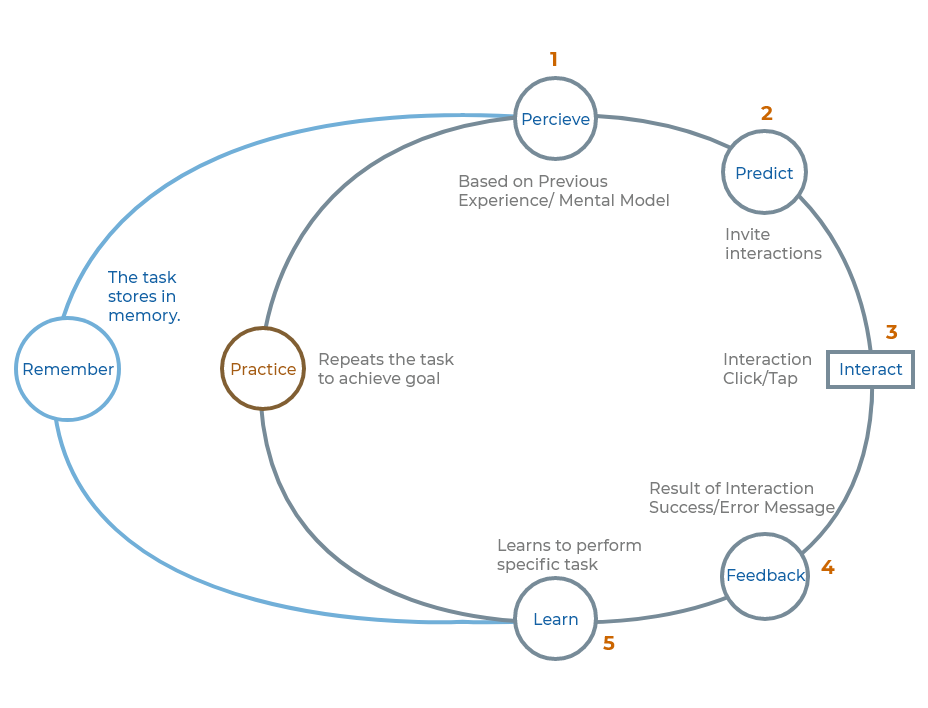 1
Percieve
Based on Previous
Experience/ Mental Model
2
Predict
Invite
interactions
3
Interact
Interaction
Click/Tap
Result of Interaction
Success/Error Message
Feedback
4
Learns to perform
specific task
Learn
5
Practice
Repeats the task
to achieve goal
The task
stores in
memory.
Remember